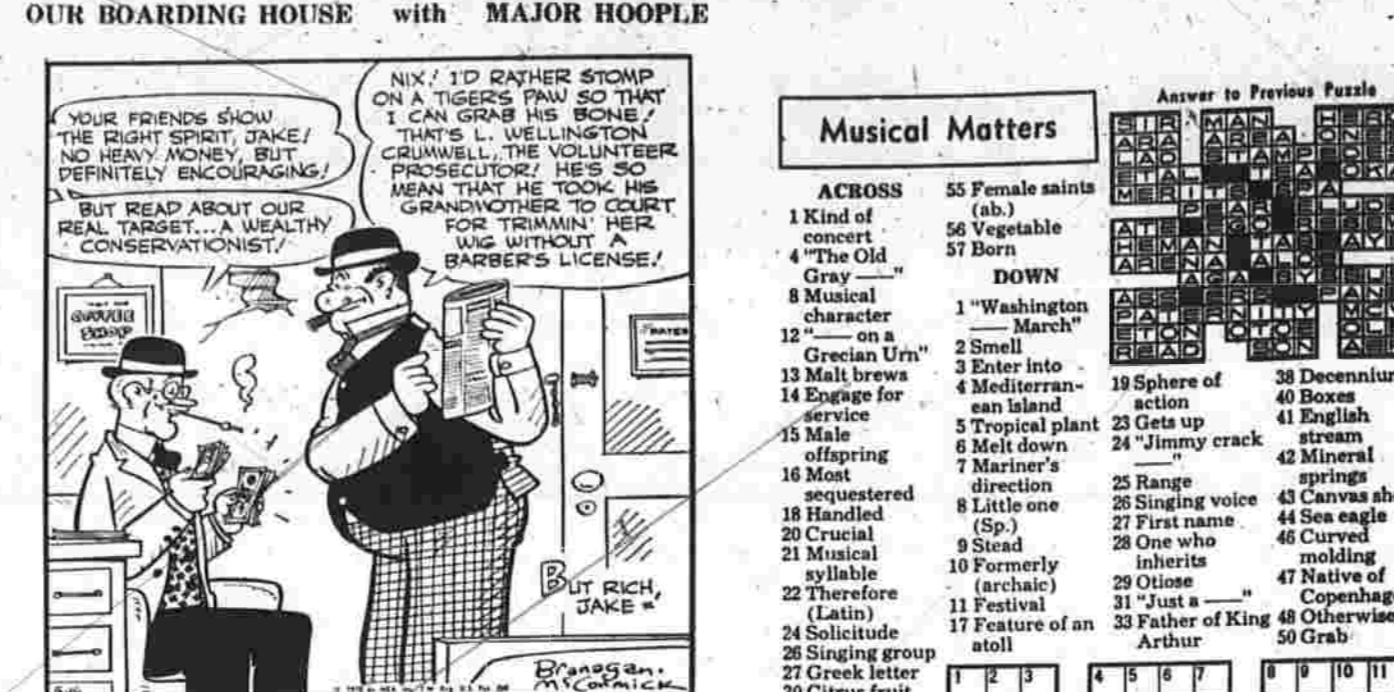 OUR BOARDING HOUSE with MAJOR HOOPLE
YOUR FRIENDS SHOW
THE RIGHT SPIRIT, JAKE!
NO HEAVY MONEY, BUT
DEFINITELY ENCOURAGING!
BUT READ ABOUT OUR
REAL TARGET...A WEALTHY
CONSERVATIONIST!
NIX! I'D RATHER STOMP
ON A TIGER'S PAW SO THAT
I CAN GRAB HIS BONE!
THAT'S L. WELLINGTON
CRUMWELL, THE VOLUNTEER
PROSECUTOR! HE'S SO
MEAN THAT HE TOOK HIS
GRANDMOTHER TO COURT
FOR TRIMMIN' HER
WIG WITHOUT A
BARBER'S LICENSE!
COFFEE
SHOP
BUT RICH,
JAKE =
Branagan.
McCormick
Musical Matters
ACROSS
1 Kind of
concert
4 "The Old
Gray ——"
8 Musical
character
12 "—— on a
Grecian Urn"
13 Malt brews
14 Engage for
service
15 Male
offspring
16 Most
sequestered
18 Handled
20 Crucial
21 Musical
syllable
22 Therefore
(Latin)
24 Solicitude
26 Singing group
27 Greek letter
30 Citrus fruit
55 Female saints
(ab.)
56 Vegetable
57 Born
DOWN
1 "Washington
—— March"
2 Smell
3 Enter into
4 Mediterran-
ean island
5 Tropical plant
6 Melt down
7 Mariner's
direction
8 Little one
(Sp.)
9 Stead
10 Formerly
(archaic)
11 Festival
17 Feature of an
atoll
Answer to Previous Puzzle
19 Sphere of
action
23 Gets up
24 "Jimmy crack
——"
25 Range
26 Singing voice
27 First name
28 One who
inherits
29 Otiose
31 "Just a ——"
33 Father of King
Arthur
38 Decenniu
40 Boxes
41 English
stream
42 Mineral
springs
43 Canvas sh
44 Sea eagle
46 Curved
molding
47 Native of
Copenhag
48 Otherwise
50 Grab
1 2 3 4 5 6 7 8 9 10 11